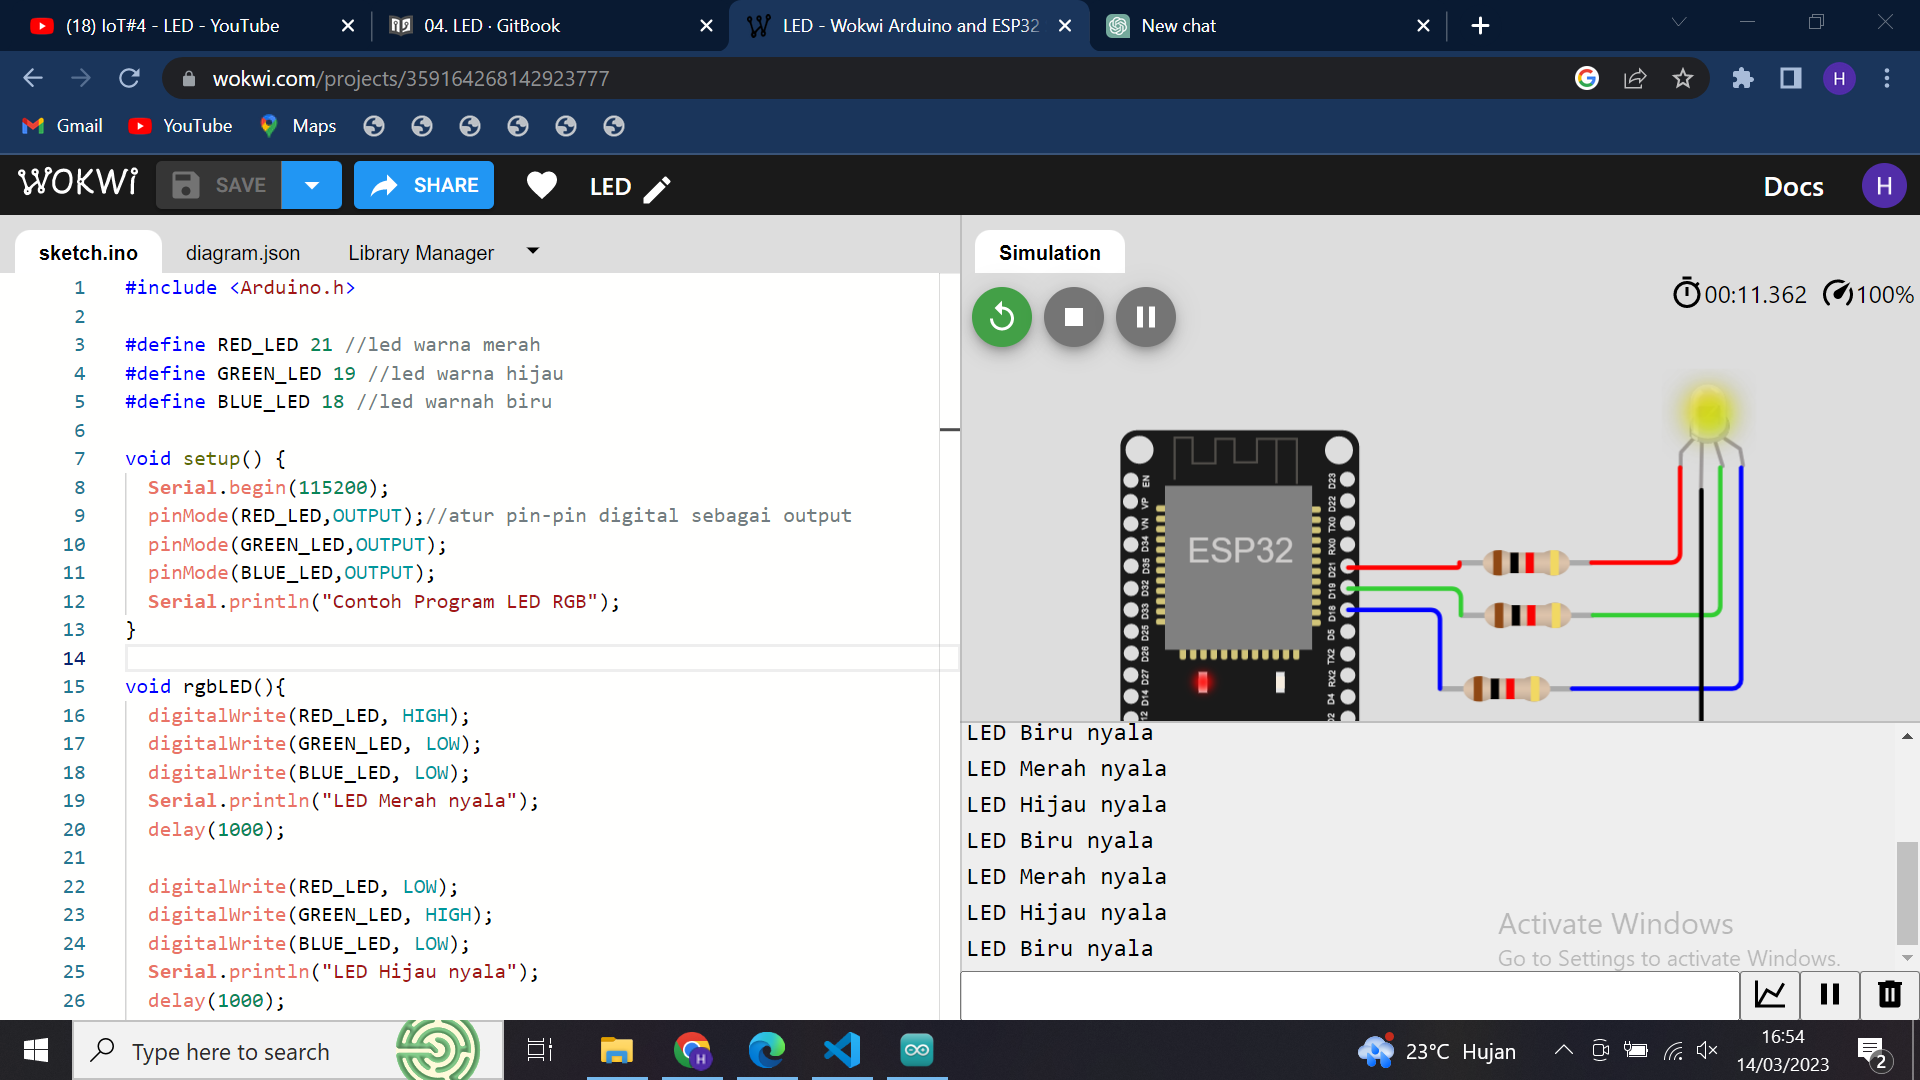 (18) IoT#4 - LED - YouTube
04. LED · GitBook
LED - Wokwi Arduino and ESP32
New chat
wokwi.com/projects/359164268142923777
H
Gmail
YouTube
Maps
WOKWi
SAVE
SHARE
LED
Docs
H
sketch.ino
diagram.json
Library Manager
Simulation
00:11.362
100%
1 #include <Arduino.h>
2
3 #define RED_LED 21 //led warna merah
4 #define GREEN_LED 19 //led warna hijau
5 #define BLUE_LED 18 //led warnah biru
6
7 void setup() {
8 Serial.begin(115200);
9 pinMode(RED_LED,OUTPUT);//atur pin-pin digital sebagai output
10 pinMode(GREEN_LED,OUTPUT);
11 pinMode(BLUE_LED,OUTPUT);
12 Serial.println("Contoh Program LED RGB");
13 }
14
15 void rgbLED(){
16 digitalWrite(RED_LED, HIGH);
17 digitalWrite(GREEN_LED, LOW);
18 digitalWrite(BLUE_LED, LOW);
19 Serial.println("LED Merah nyala");
20 delay(1000);
21
22 digitalWrite(RED_LED, LOW);
23 digitalWrite(GREEN_LED, HIGH);
24 digitalWrite(BLUE_LED, LOW);
25 Serial.println("LED Hijau nyala");
26 delay(1000);
ESP32
EN
VP
VN
D34
D35
D32
D33
D25
D26
D27
D14
D23
D22
TX0
RX0
D21
D19
D18
D5
TX2
RX2
D4
LED Biru nyala
LED Merah nyala
LED Hijau nyala
LED Biru nyala
LED Merah nyala
LED Hijau nyala
LED Biru nyala
Activate Windows
Go to Settings to activate Windows.
Type here to search
H
23°C Hujan
16:54
14/03/2023
2